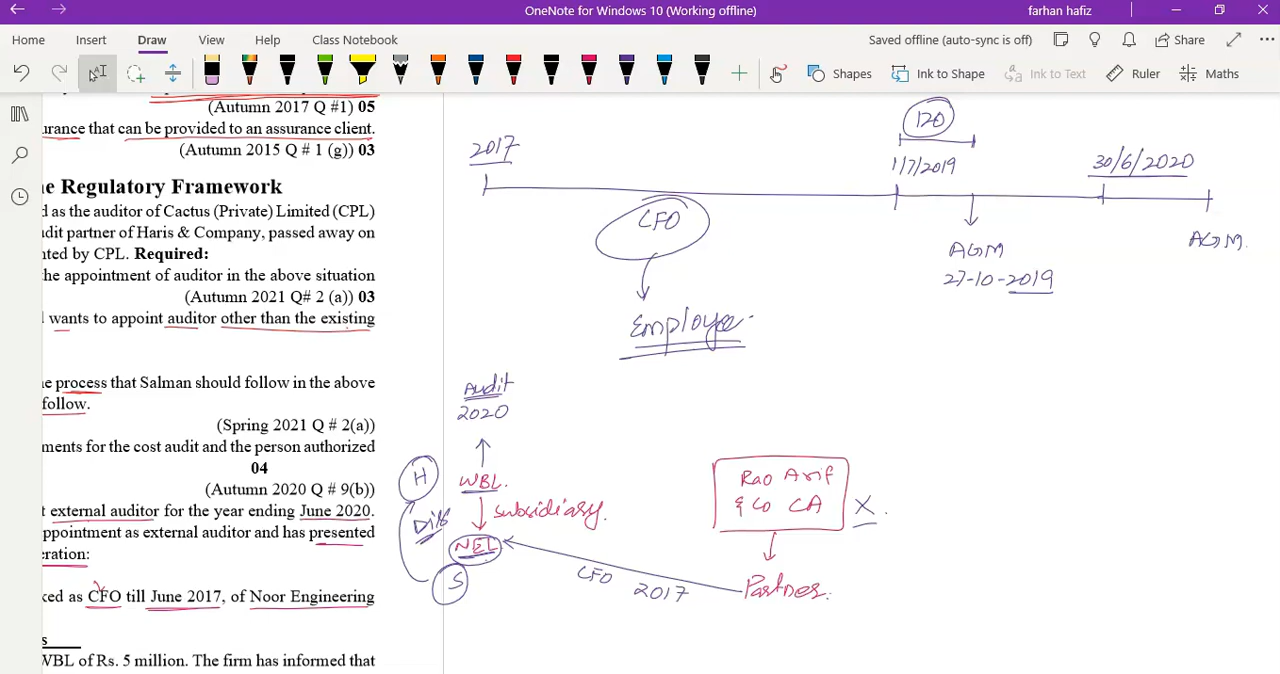 OneNote for Windows 10 (Working offline)
farhan hafiz
Home Insert Draw View Help Class Notebook
Saved offline (auto-sync is off) Share
Shapes Ink to Shape Ink to Text Ruler Maths
(Autumn 2017 Q #1) 05
urance that can be provided to an assurance client.
(Autumn 2015 Q # 1 (g)) 03
he Regulatory Framework
d as the auditor of Cactus (Private) Limited (CPL)
dit partner of Haris & Company, passed away on
nted by CPL. Required:
the appointment of auditor in the above situation
(Autumn 2021 Q# 2 (a)) 03
d wants to appoint auditor other than the existing
e process that Salman should follow in the above
follow.
(Spring 2021 Q # 2(a))
ments for the cost audit and the person authorized
04
(Autumn 2020 Q # 9(b))
t external auditor for the year ending June 2020.
ppointment as external auditor and has presented
eration:
ked as CFO till June 2017, of Noor Engineering
s
WBL of Rs. 5 million. The firm has informed that
120
2017
1/7/2019
30/6/2020
CFO
AGM
27-10-2019
AGM.
Employee
Audit
2020
H
WBL.
subsidiary.
NEL
S
Rao Arif
& Co CA
X.
CFO
2017
Partner.